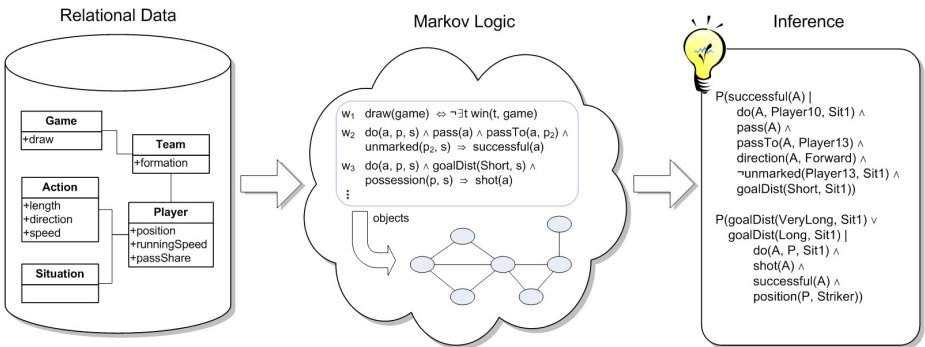 Relational Data
Game
+draw
Team
+formation
Action
+length
+direction
+speed
Player
+position
+runningSpeed
+passShare
Situation
Markov Logic
w₁ draw(game) ⇔ ¬∃t win(t, game)
w₂ do(a, p, s) ∧ pass(a) ∧ passTo(a, p₂) ∧
unmarked(p₂, s) ⇒ successful(a)
w₃ do(a, p, s) ∧ goalDist(Short, s) ∧
possession(p, s) ⇒ shot(a)
⋮
objects
Inference
P(successful(A) |
do(A, Player10, Sit1) ∧
pass(A) ∧
passTo(A, Player13) ∧
direction(A, Forward) ∧
¬unmarked(Player13, Sit1) ∧
goalDist(Short, Sit1))
P(goalDist(VeryLong, Sit1) ∨
goalDist(Long, Sit1) |
do(A, P, Sit1) ∧
shot(A) ∧
successful(A) ∧
position(P, Striker))